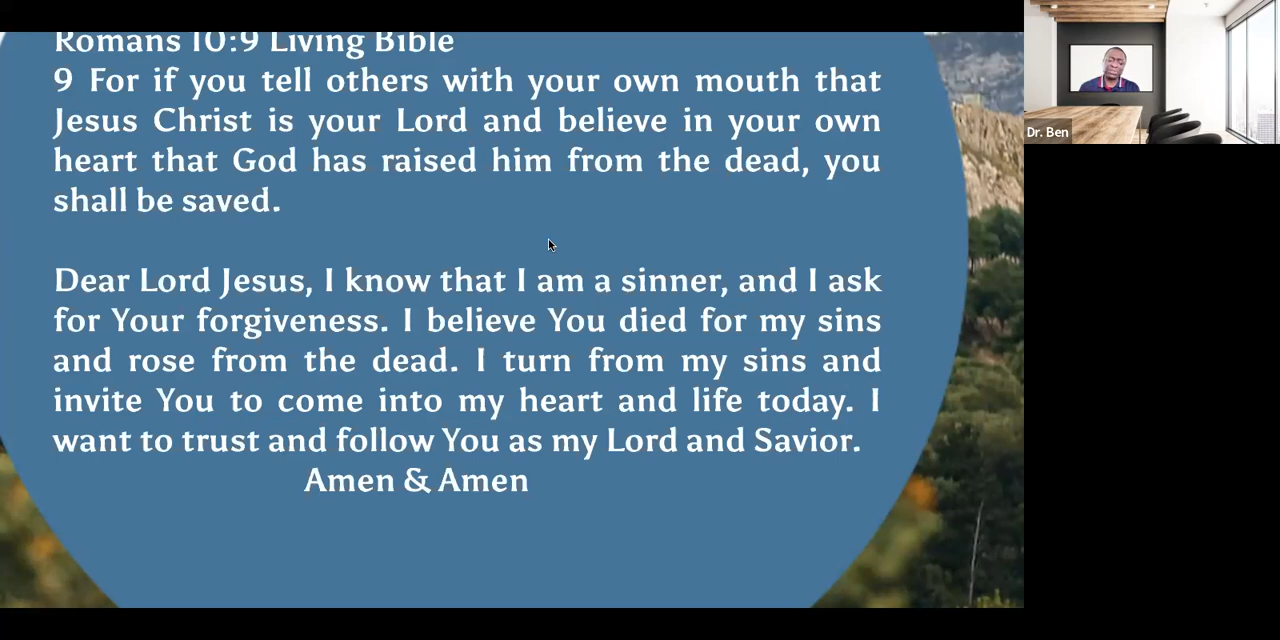 Romans 10:9 Living Bible
9 For if you tell others with your own mouth that
Jesus Christ is your Lord and believe in your own
heart that God has raised him from the dead, you
shall be saved.
Dear Lord Jesus, I know that I am a sinner, and I ask
for Your forgiveness. I believe You died for my sins
and rose from the dead. I turn from my sins and
invite You to come into my heart and life today. I
want to trust and follow You as my Lord and Savior.
Amen & Amen
Dr. Ben